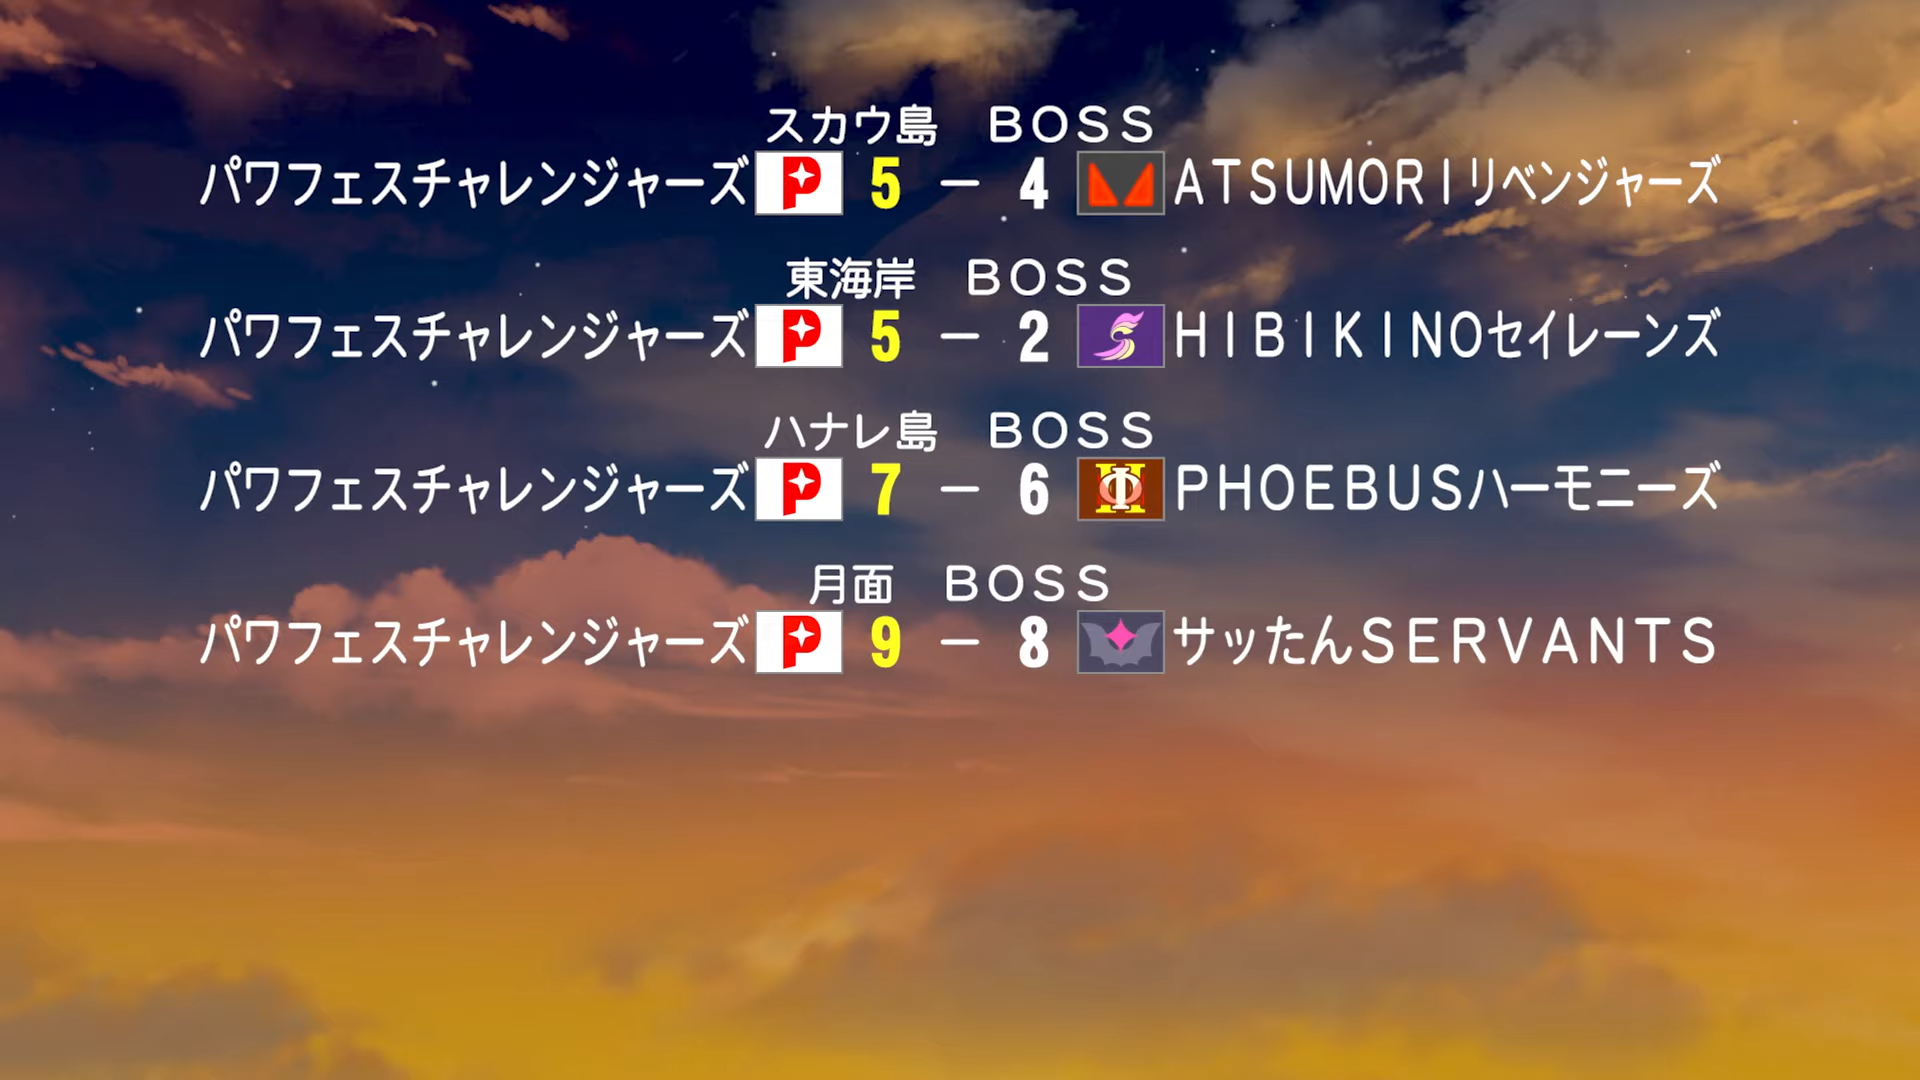 スカウ島　ＢＯＳＳ
パワフェスチャレンジャーズ P 5 － 4 ＡＴＳＵＭＯＲＩリベンジャーズ
東海岸　ＢＯＳＳ
パワフェスチャレンジャーズ P 5 － 2 ＨＩＢＩＫＩＮＯセイレーンズ
ハナレ島　ＢＯＳＳ
パワフェスチャレンジャーズ P 7 － 6 ＰＨＯＥＢＵＳハーモニーズ
月面　ＢＯＳＳ
パワフェスチャレンジャーズ P 9 － 8 サッたんＳＥＲＶＡＮＴＳ